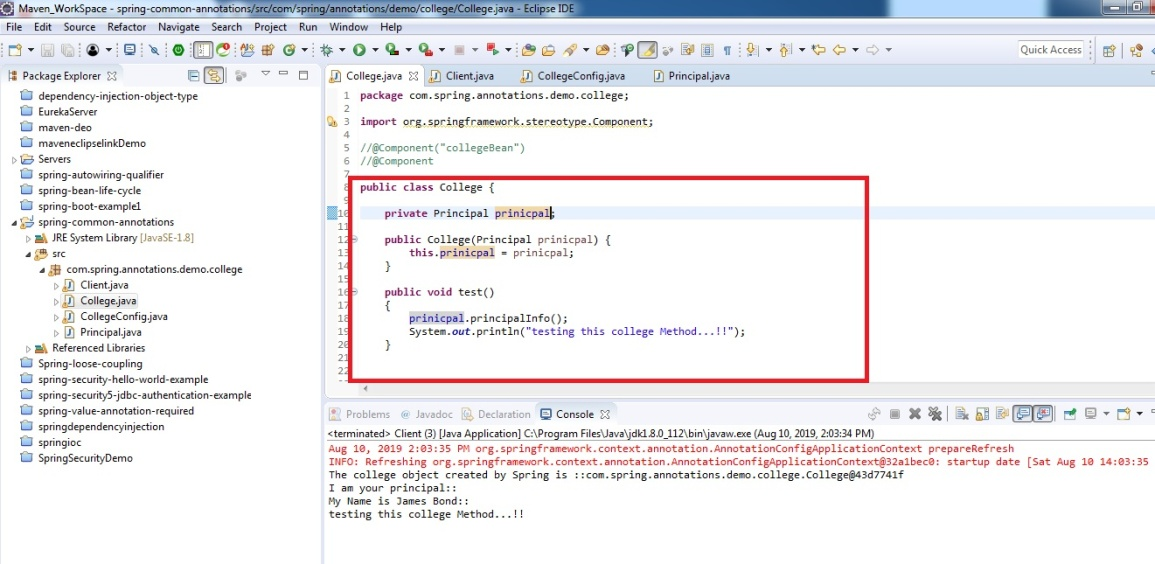 Maven_WorkSpace - spring-common-annotations/src/com/spring/annotations/demo/college/College.java - Eclipse IDE
File Edit Source Refactor Navigate Search Project Run Window Help
Quick Access
Package Explorer
dependency-injection-object-type
EurekaServer
maven-deo
maveneclipselinkDemo
Servers
spring-autowiring-qualifier
spring-bean-life-cycle
spring-boot-example1
spring-common-annotations
JRE System Library [JavaSE-1.8]
src
com.spring.annotations.demo.college
Client.java
College.java
CollegeConfig.java
Principal.java
Referenced Libraries
Spring-loose-coupling
spring-security-hello-world-example
spring-security5-jdbc-authentication-example
spring-value-annotation-required
springdependencyinjection
springioc
SpringSecurityDemo
College.java Client.java CollegeConfig.java Principal.java
1 package com.spring.annotations.demo.college;
2
3 import org.springframework.stereotype.Component;
4
5 //@Component("collegeBean")
6 //@Component
7
8 public class College {
9
10 private Principal prinicpal;
11
12 public College(Principal prinicpal) {
13 this.prinicpal = prinicpal;
14 }
15
16 public void test()
17 {
18 prinicpal.principalInfo();
19 System.out.println("testing this college Method...!!");
20 }
21
22
Problems Javadoc Declaration Console
<terminated> Client (3) [Java Application] C:\Program Files\Java\jdk1.8.0_112\bin\javaw.exe (Aug 10, 2019, 2:03:34 PM)
Aug 10, 2019 2:03:35 PM org.springframework.context.annotation.AnnotationConfigApplicationContext prepareRefresh
INFO: Refreshing org.springframework.context.annotation.AnnotationConfigApplicationContext@32a1bec0: startup date [Sat Aug 10 14:03:35
The college object created by Spring is ::com.spring.annotations.demo.college.College@43d7741f
I am your principal::
My Name is James Bond::
testing this college Method...!!